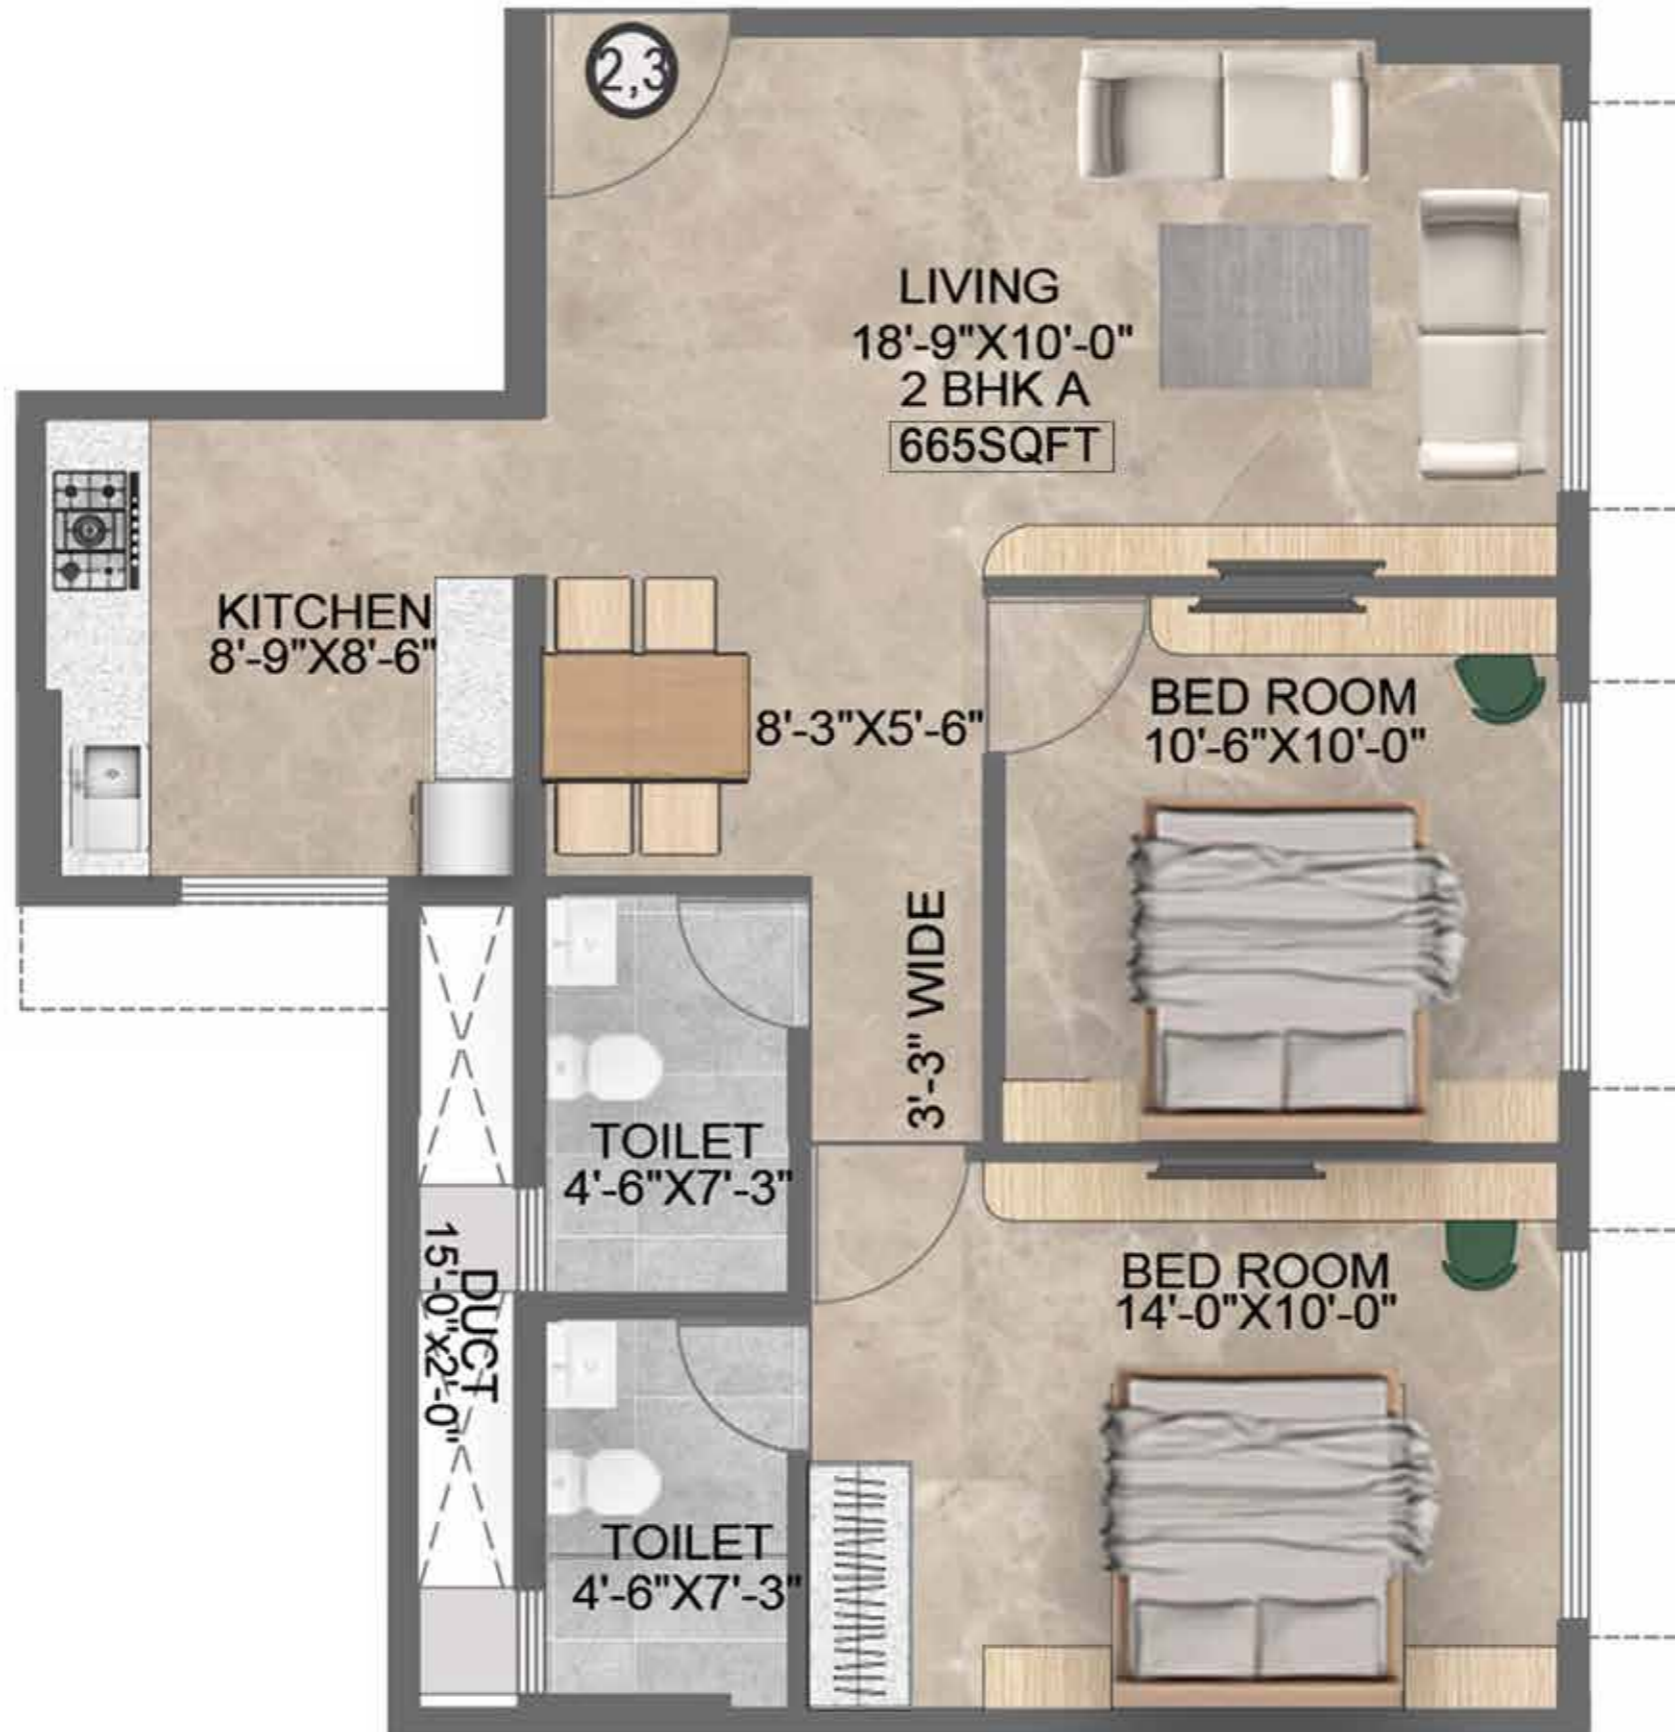 2,3
LIVING
18'-9"X10'-0"
2 BHK A
665SQFT
KITCHEN
8'-9"X8'-6"
8'-3"X5'-6"
BED ROOM
10'-6"X10'-0"
3'-3" WIDE
TOILET
4'-6"X7'-3"
DUCT
15'-0"x2'-0"
BED ROOM
14'-0"X10'-0"
TOILET
4'-6"X7'-3"